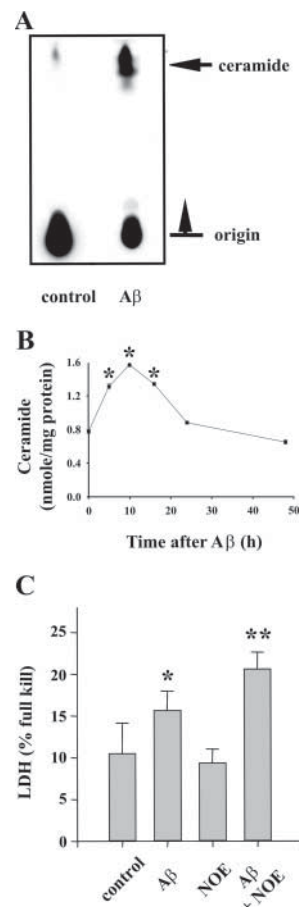 A
ceramide
origin
control Aβ
B
*
* *
1.6
1.2
0.8
0.4
0.0
Ceramide
(nmole/mg protein)
0 10 20 30 40 50
Time after Aβ (h)
C
25
20
15
10
5
0
LDH (% full kill)
* **
control Aβ NOE Aβ
+ NOE